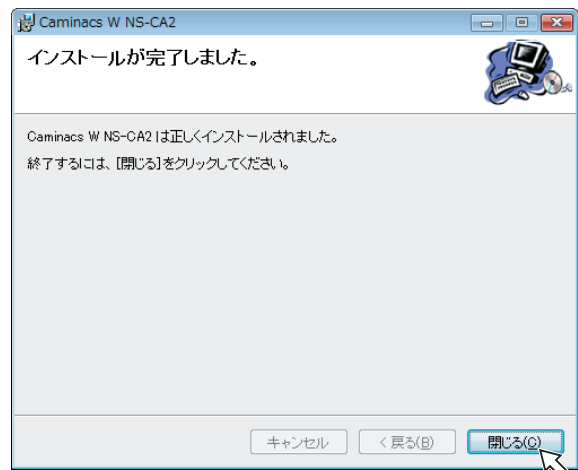 Caminacs W NS-CA2
インストールが完了しました。
Caminacs W NS-CA2 は正しくインストールされました。
終了するには、[閉じる]をクリックしてください。
キャンセル
< 戻る(B)
閉じる(C)